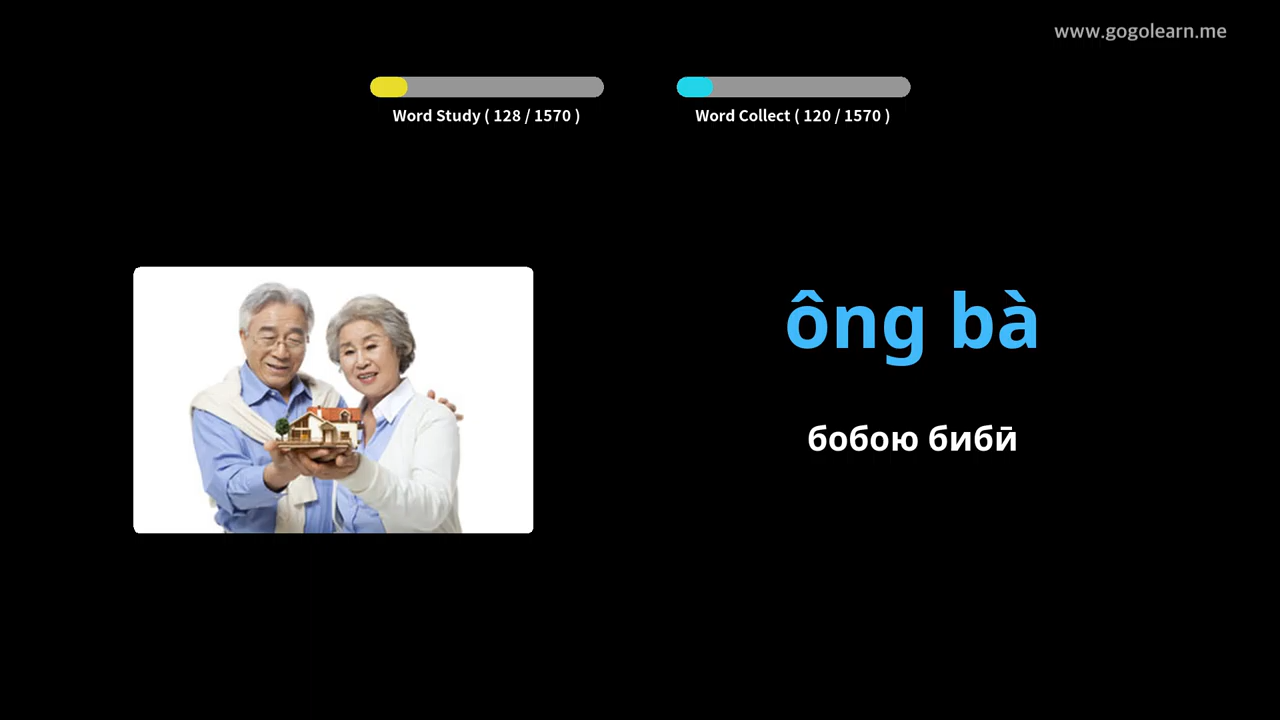 www.gogolearn.me
Word Study ( 128 / 1570 )
Word Collect ( 120 / 1570 )
ông bà
бобою бибӣ